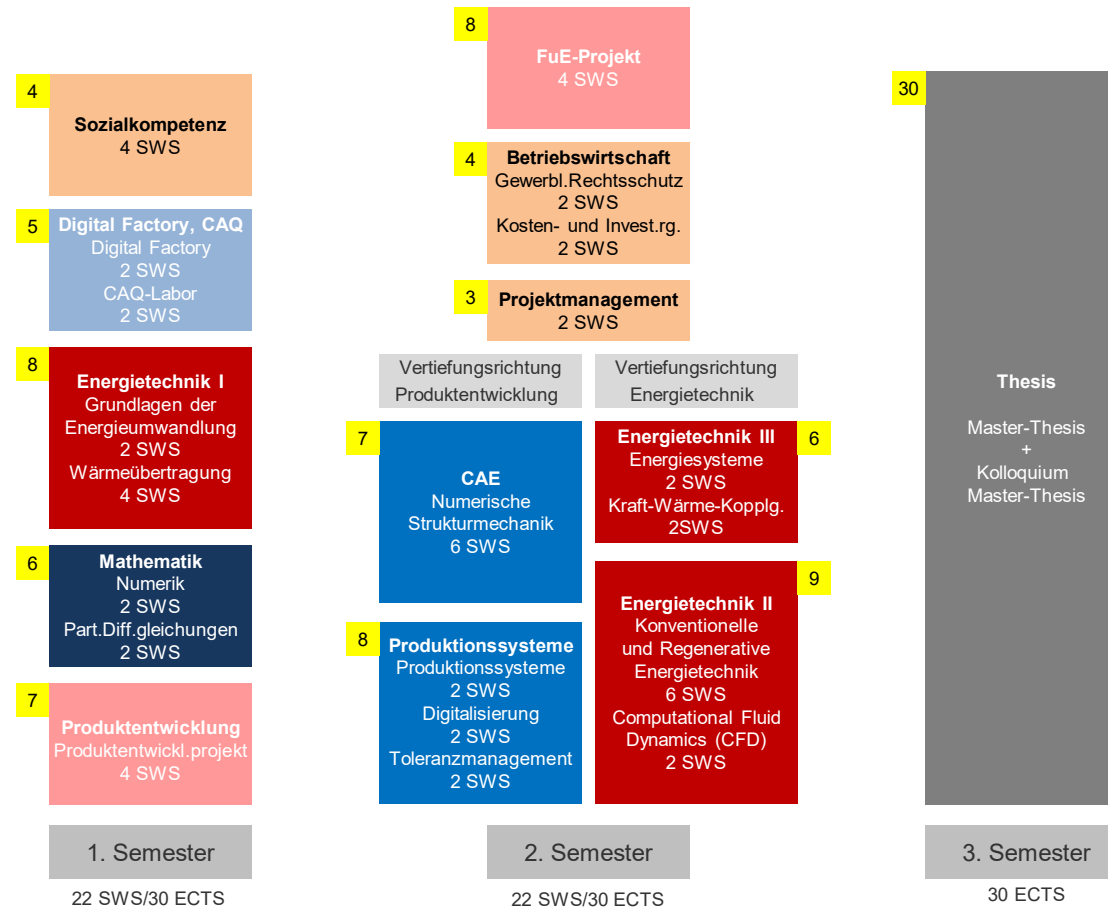 4
Sozialkompetenz
4 SWS
5
Digital Factory, CAQ
Digital Factory
2 SWS
CAQ-Labor
2 SWS
8
Energietechnik I
Grundlagen der
Energieumwandlung
2 SWS
Wärmeübertragung
4 SWS
6
Mathematik
Numerik
2 SWS
Part.Diff.gleichungen
2 SWS
7
Produktentwicklung
Produktentwickl.projekt
4 SWS
1. Semester
22 SWS/30 ECTS
8
FuE-Projekt
4 SWS
4
Betriebswirtschaft
Gewerbl.Rechtsschutz
2 SWS
Kosten- und Invest.rg.
2 SWS
3
Projektmanagement
2 SWS
Vertiefungsrichtung
Produktentwicklung
7
CAE
Numerische
Strukturmechanik
6 SWS
8
Produktionssysteme
Produktionssysteme
2 SWS
Digitalisierung
2 SWS
Toleranzmanagement
2 SWS
Vertiefungsrichtung
Energietechnik
Energietechnik III
6
Energiesysteme
2 SWS
Kraft-Wärme-Kopplg.
2SWS
9
Energietechnik II
Konventionelle
und Regenerative
Energietechnik
6 SWS
Computational Fluid
Dynamics (CFD)
2 SWS
2. Semester
22 SWS/30 ECTS
30
Thesis
Master-Thesis
+
Kolloquium
Master-Thesis
3. Semester
30 ECTS